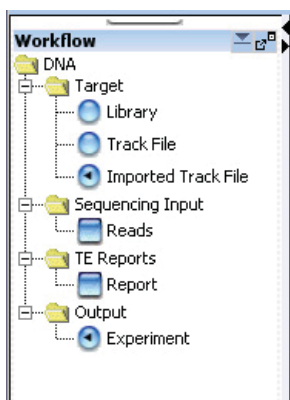 Workflow
DNA
Target
Library
Track File
Imported Track File
Sequencing Input
Reads
TE Reports
Report
Output
Experiment